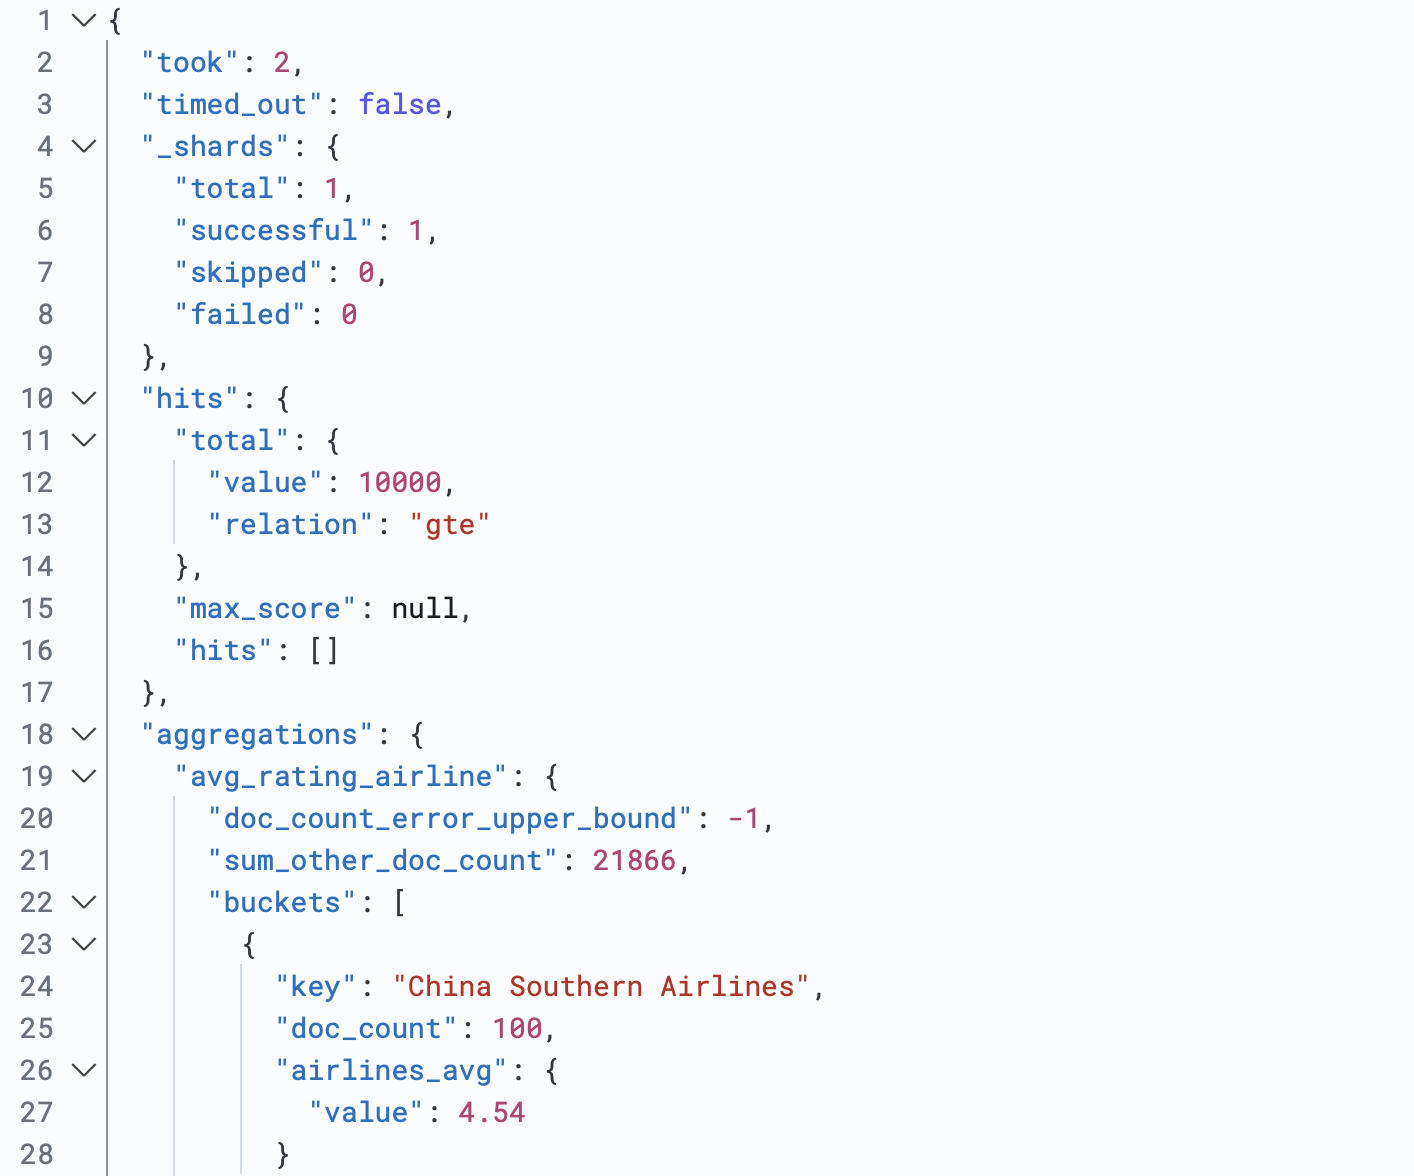 1 {
2 "took": 2,
3 "timed_out": false,
4 "_shards": {
5 "total": 1,
6 "successful": 1,
7 "skipped": 0,
8 "failed": 0
9 },
10 "hits": {
11 "total": {
12 "value": 10000,
13 "relation": "gte"
14 },
15 "max_score": null,
16 "hits": []
17 },
18 "aggregations": {
19 "avg_rating_airline": {
20 "doc_count_error_upper_bound": -1,
21 "sum_other_doc_count": 21866,
22 "buckets": [
23 {
24 "key": "China Southern Airlines",
25 "doc_count": 100,
26 "airlines_avg": {
27 "value": 4.54
28 }